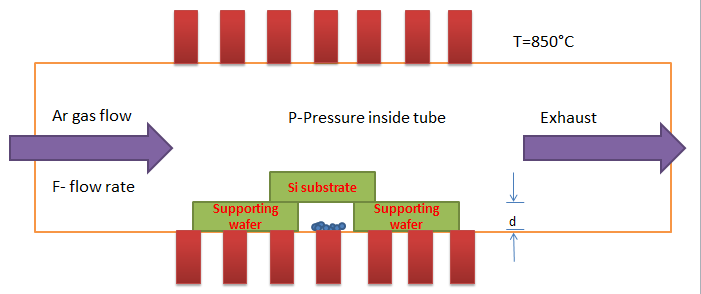 T=850°C
Ar gas flow
P-Pressure inside tube
Exhaust
F- flow rate
Si substrate
Supporting
wafer
Supporting
wafer
d